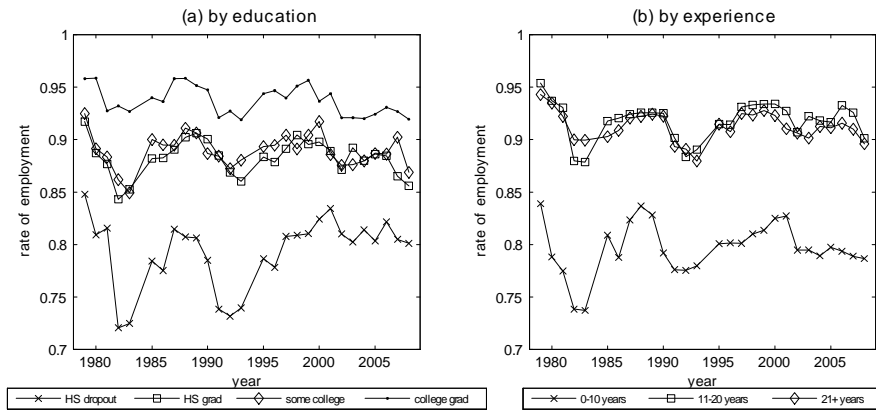 (a) by education
1
0.95
0.9
0.85
0.8
0.75
0.7
rate of employment
1980 1985 1990 1995 2000 2005
year
HS dropout HS grad some college college grad
(b) by experience
1
0.95
0.9
0.85
0.8
0.75
0.7
rate of employment
1980 1985 1990 1995 2000 2005
year
0-10 years 11-20 years 21+ years